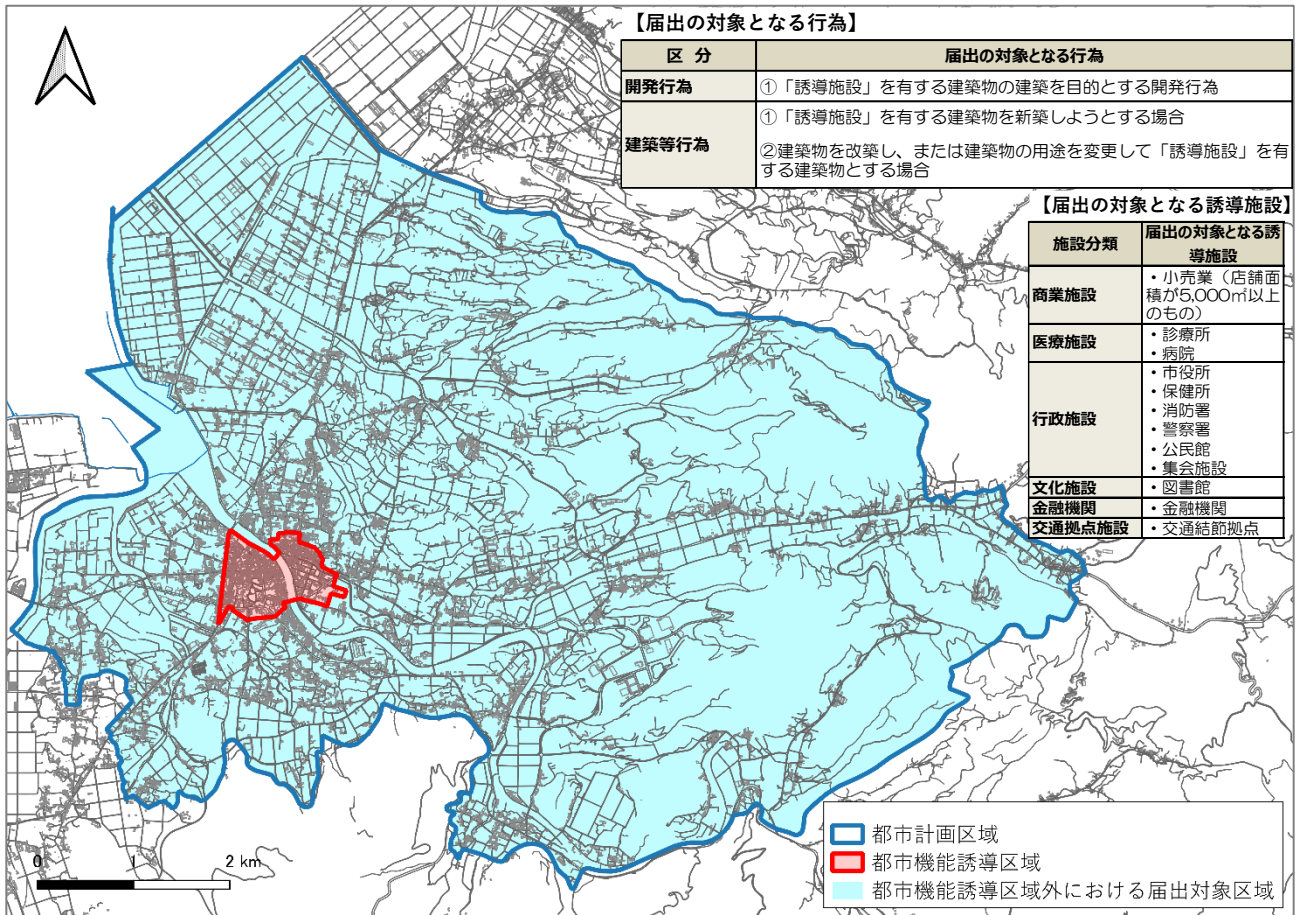 【届出の対象となる行為】
区 分 届出の対象となる行為
開発行為 ①「誘導施設」を有する建築物の建築を目的とする開発行為
建築等行為 ①「誘導施設」を有する建築物を新築しようとする場合
②建築物を改築し、または建築物の用途を変更して「誘導施設」を有
する建築物とする場合
【届出の対象となる誘導施設】
施設分類 届出の対象となる誘
導施設
商業施設 ・小売業（店舗面
積が5,000㎡以上
のもの）
医療施設 ・診療所
・病院
行政施設 ・市役所
・保健所
・消防署
・警察署
・公民館
・集会施設
文化施設 ・図書館
金融機関 ・金融機関
交通拠点施設 ・交通結節拠点
都市計画区域
都市機能誘導区域
都市機能誘導区域外における届出対象区域
0 1 2 km